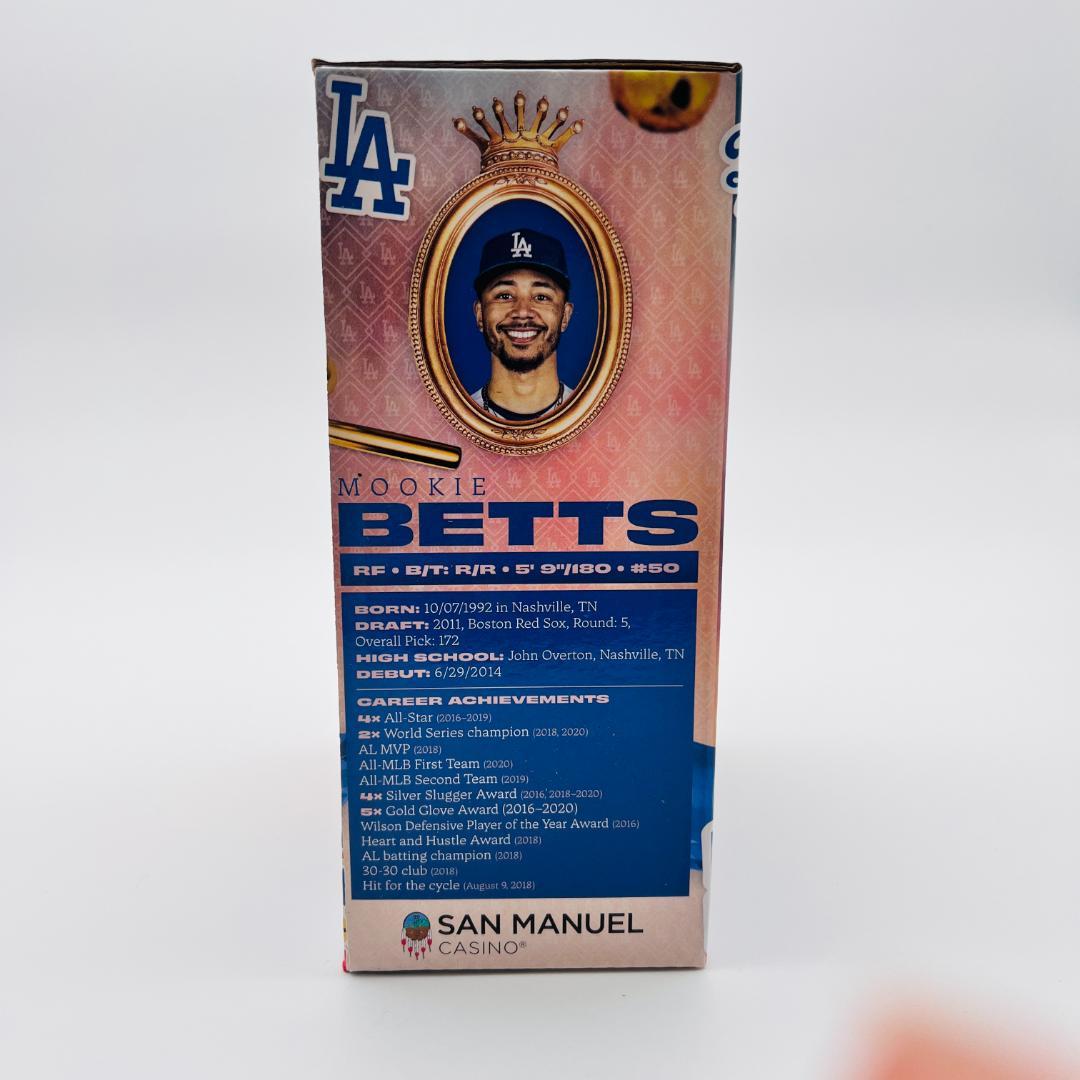 LA
LA
MOOKIE
BETTS
RF • B/T: R/R • 5' 9"/180 • #50
BORN: 10/07/1992 in Nashville, TN
DRAFT: 2011, Boston Red Sox, Round: 5,
Overall Pick: 172
HIGH SCHOOL: John Overton, Nashville, TN
DEBUT: 6/29/2014
CAREER ACHIEVEMENTS
4x All-Star (2016–2019)
2x World Series champion (2018, 2020)
AL MVP (2018)
All-MLB First Team (2020)
All-MLB Second Team (2019)
4x Silver Slugger Award (2016, 2018–2020)
5x Gold Glove Award (2016–2020)
Wilson Defensive Player of the Year Award (2016)
Heart and Hustle Award (2018)
AL batting champion (2018)
30-30 club (2018)
Hit for the cycle (August 9, 2018)
SAN MANUEL
CASINO®